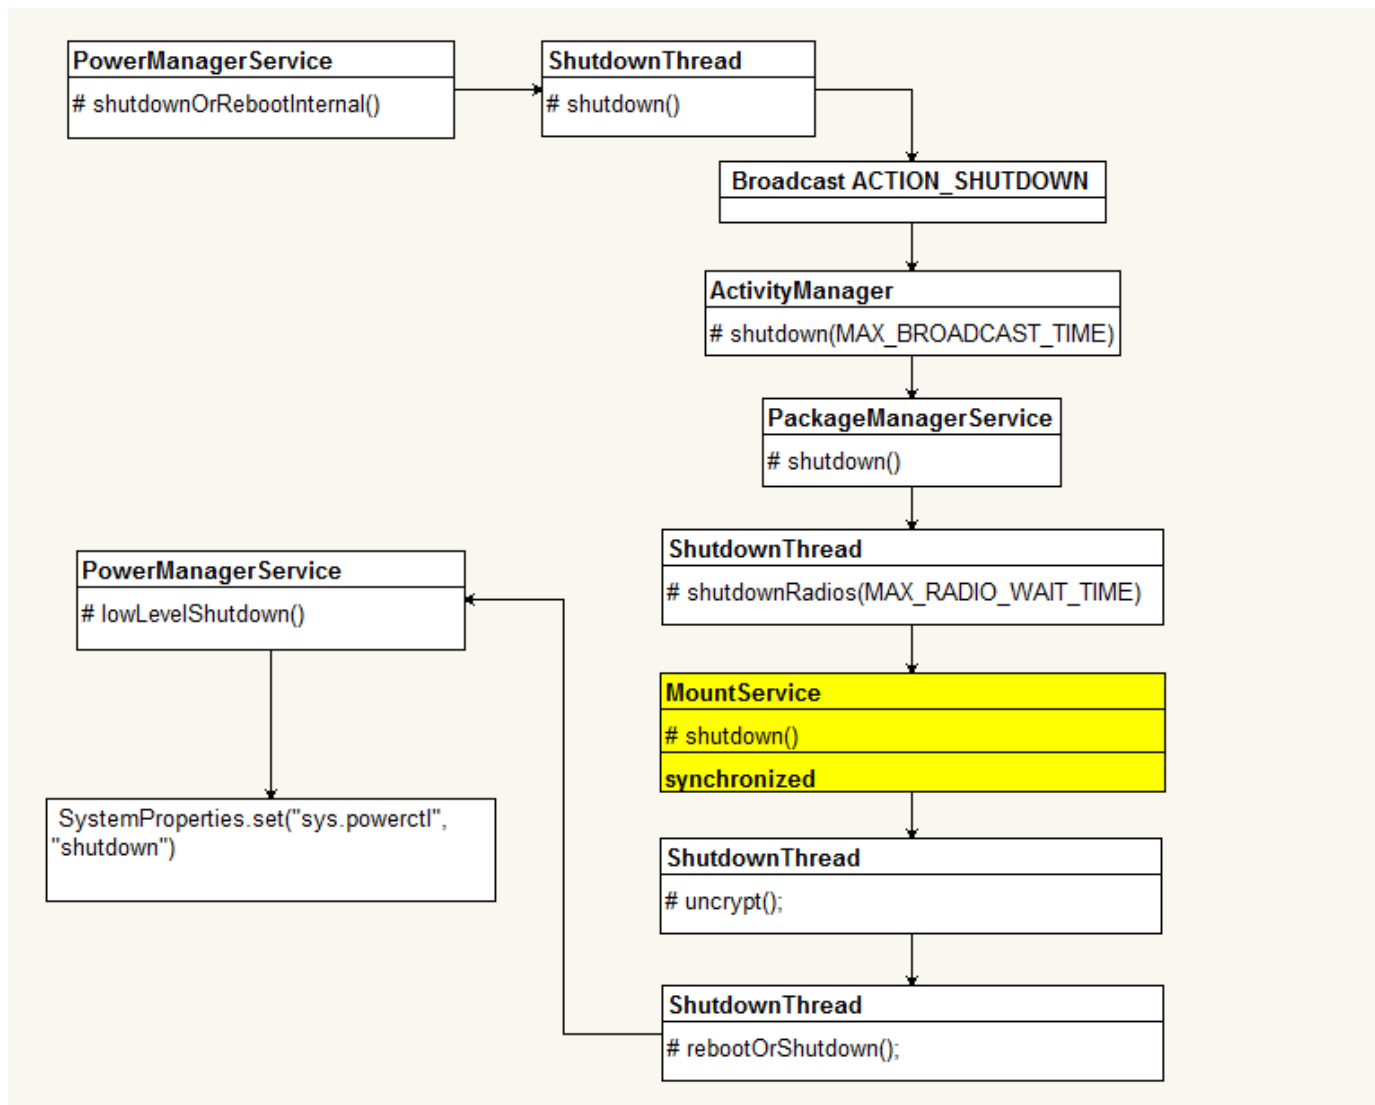 PowerManagerService
# shutdownOrRebootInternal()
ShutdownThread
# shutdown()
Broadcast ACTION_SHUTDOWN
ActivityManager
# shutdown(MAX_BROADCAST_TIME)
PackageManagerService
# shutdown()
ShutdownThread
# shutdownRadios(MAX_RADIO_WAIT_TIME)
MountService
# shutdown()
synchronized
ShutdownThread
# uncrypt();
ShutdownThread
# rebootOrShutdown();
PowerManagerService
# lowLevelShutdown()
SystemProperties.set("sys.powerctl",
"shutdown")